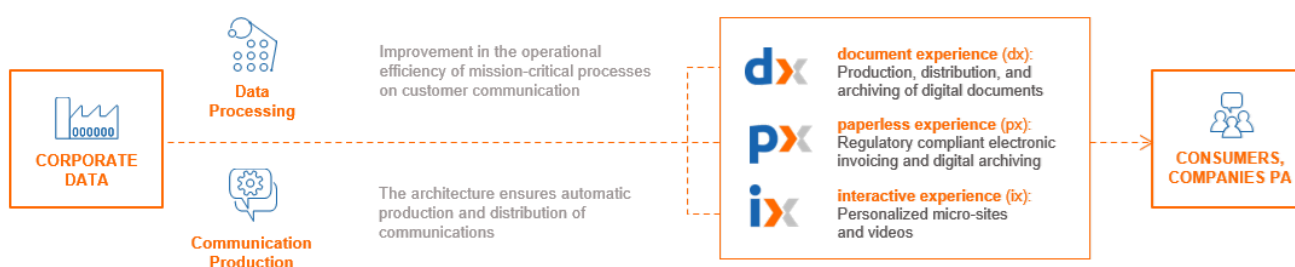 000000
CORPORATE
DATA
Data
Processing
Communication
Production
Improvement in the operational
efficiency of mission-critical processes
on customer communication
The architecture ensures automatic
production and distribution of
communications
dx
document experience (dx):
Production, distribution, and
archiving of digital documents
px
paperless experience (px):
Regulatory compliant electronic
invoicing and digital archiving
ix
interactive experience (ix):
Personalized micro-sites
and videos
CONSUMERS,
COMPANIES PA